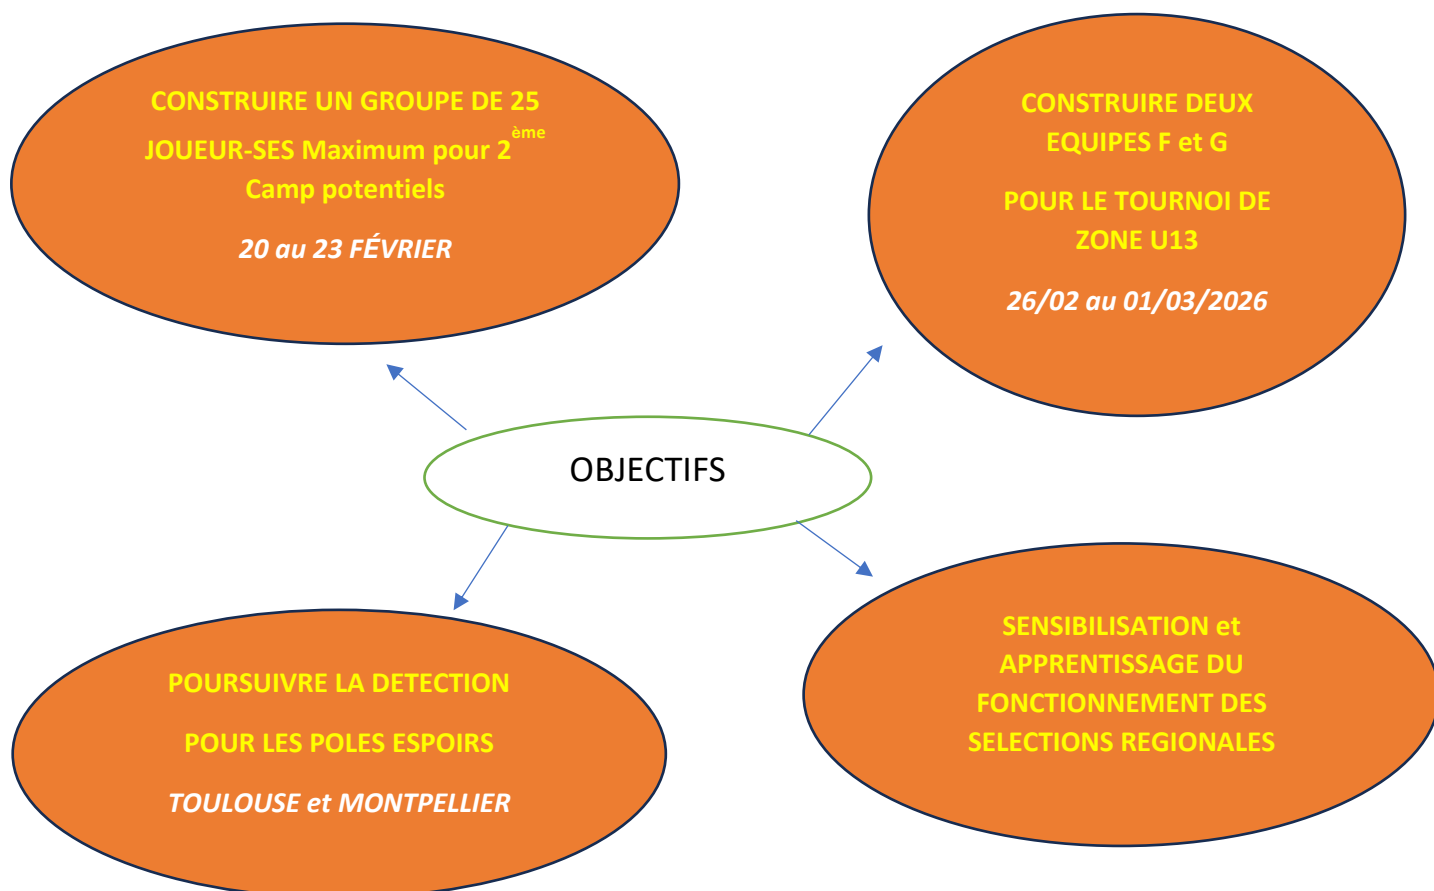 CONSTRUIRE UN GROUPE DE 25
JOUEUR-SES Maximum pour 2ème
Camp potentiels
20 au 23 FÉVRIER
CONSTRUIRE DEUX
EQUIPES F et G
POUR LE TOURNOI DE
ZONE U13
26/02 au 01/03/2026
OBJECTIFS
POURSUIVRE LA DETECTION
POUR LES POLES ESPOIRS
TOULOUSE et MONTPELLIER
SENSIBILISATION et
APPRENTISSAGE DU
FONCTIONNEMENT DES
SELECTIONS REGIONALES